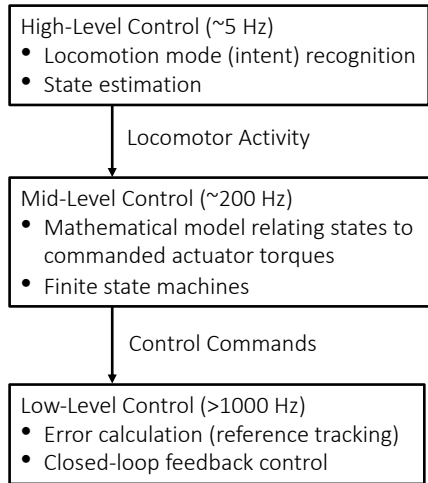 High-Level Control (~5 Hz)
• Locomotion mode (intent) recognition
• State estimation
Locomotor Activity
Mid-Level Control (~200 Hz)
• Mathematical model relating states to
commanded actuator torques
• Finite state machines
Control Commands
Low-Level Control (>1000 Hz)
• Error calculation (reference tracking)
• Closed-loop feedback control